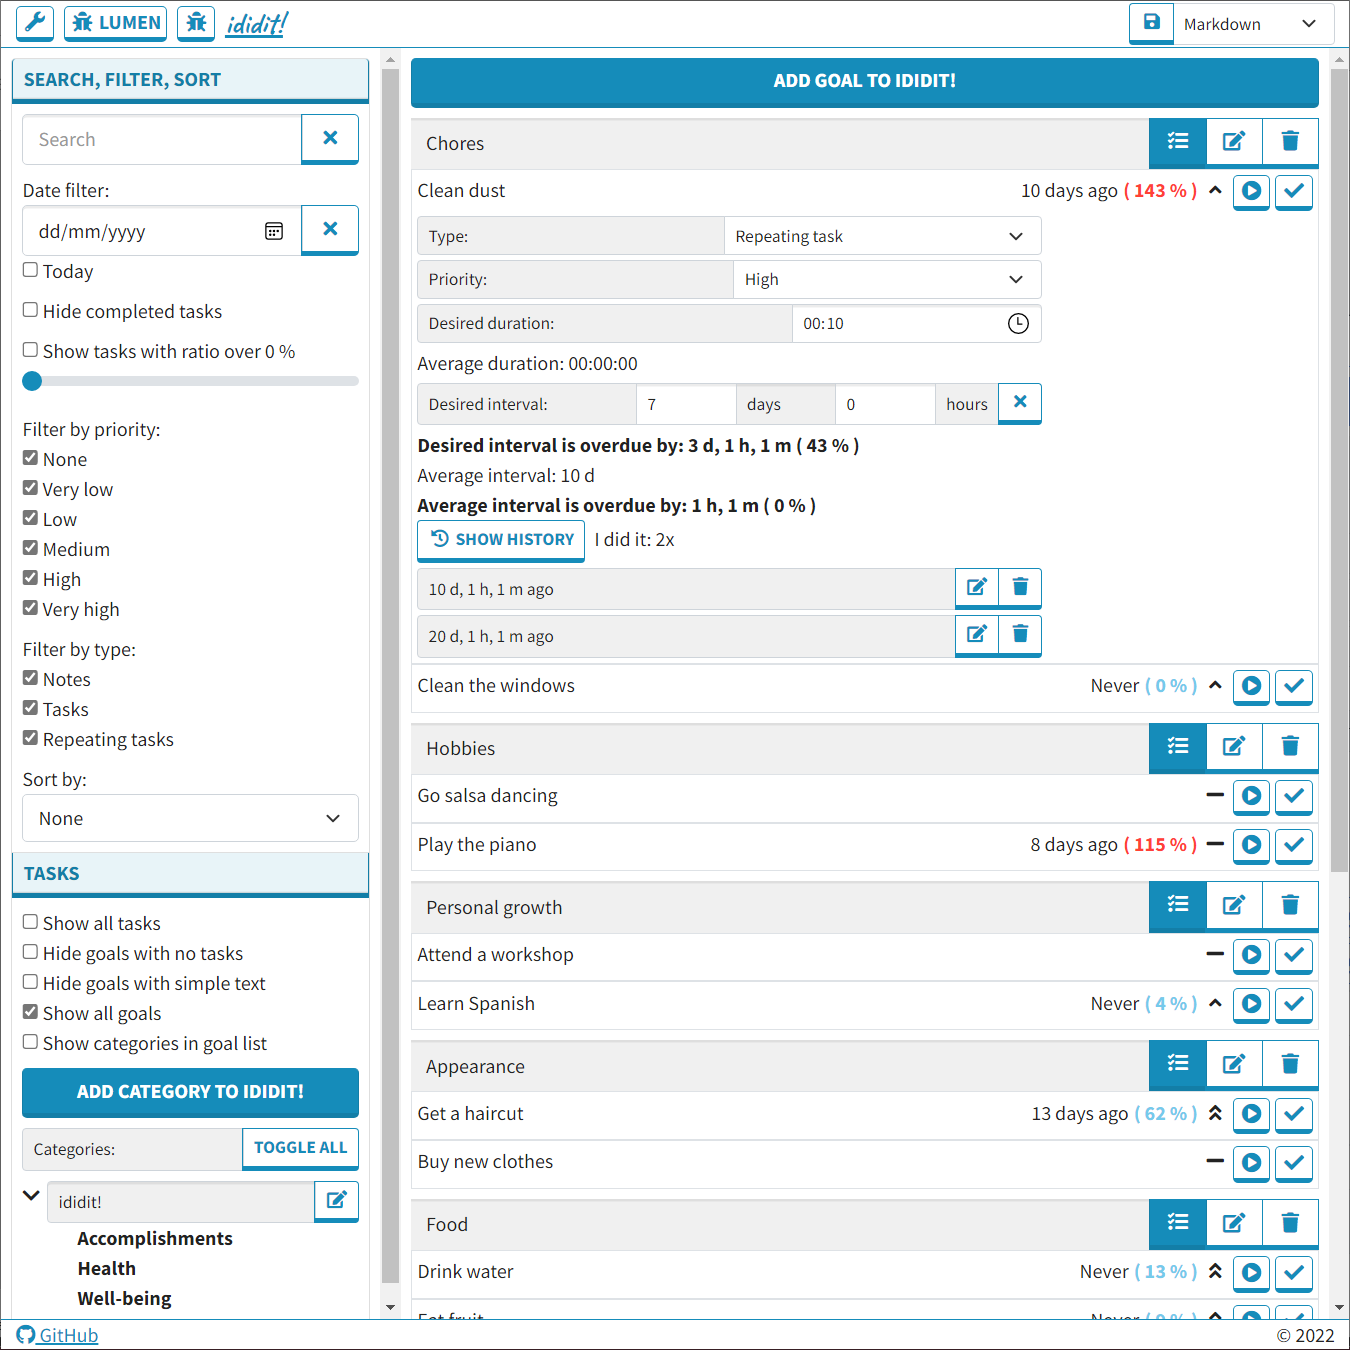 LUMEN
ididit!
Markdown
SEARCH, FILTER, SORT
Search
Date filter:
dd/mm/yyyy
Today
Hide completed tasks
Show tasks with ratio over 0 %
Filter by priority:
None
Very low
Low
Medium
High
Very high
Filter by type:
Notes
Tasks
Repeating tasks
Sort by:
None
TASKS
Show all tasks
Hide goals with no tasks
Hide goals with simple text
Show all goals
Show categories in goal list
ADD CATEGORY TO IDIDIT!
Categories:
TOGGLE ALL
ididit!
Accomplishments
Health
Well-being
ADD GOAL TO IDIDIT!
Chores
Clean dust 10 days ago ( 143 % )
Type: Repeating task
Priority: High
Desired duration: 00:10
Average duration: 00:00:00
Desired interval: 7 days 0 hours
Desired interval is overdue by: 3 d, 1 h, 1 m ( 43 % )
Average interval: 10 d
Average interval is overdue by: 1 h, 1 m ( 0 % )
SHOW HISTORY I did it: 2x
10 d, 1 h, 1 m ago
20 d, 1 h, 1 m ago
Clean the windows Never ( 0 % )
Hobbies
Go salsa dancing
Play the piano 8 days ago ( 115 % )
Personal growth
Attend a workshop
Learn Spanish Never ( 4 % )
Appearance
Get a haircut 13 days ago ( 62 % )
Buy new clothes
Food
Drink water Never ( 13 % )
Eat fruit Never
GitHub
© 2022